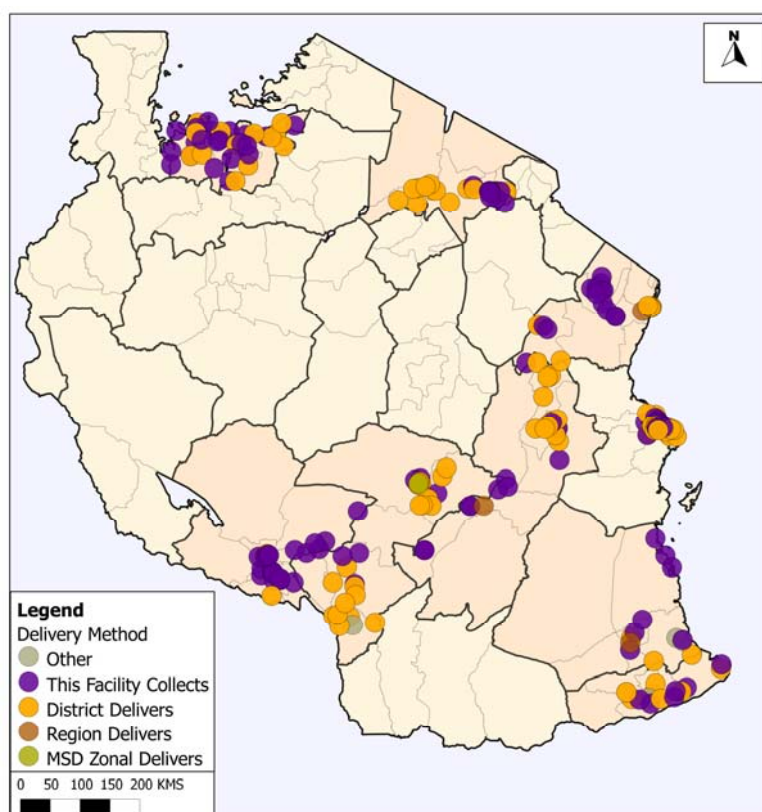 N
Legend
Delivery Method
Other
This Facility Collects
District Delivers
Region Delivers
MSD Zonal Delivers
0 50 100 150 200 KMS